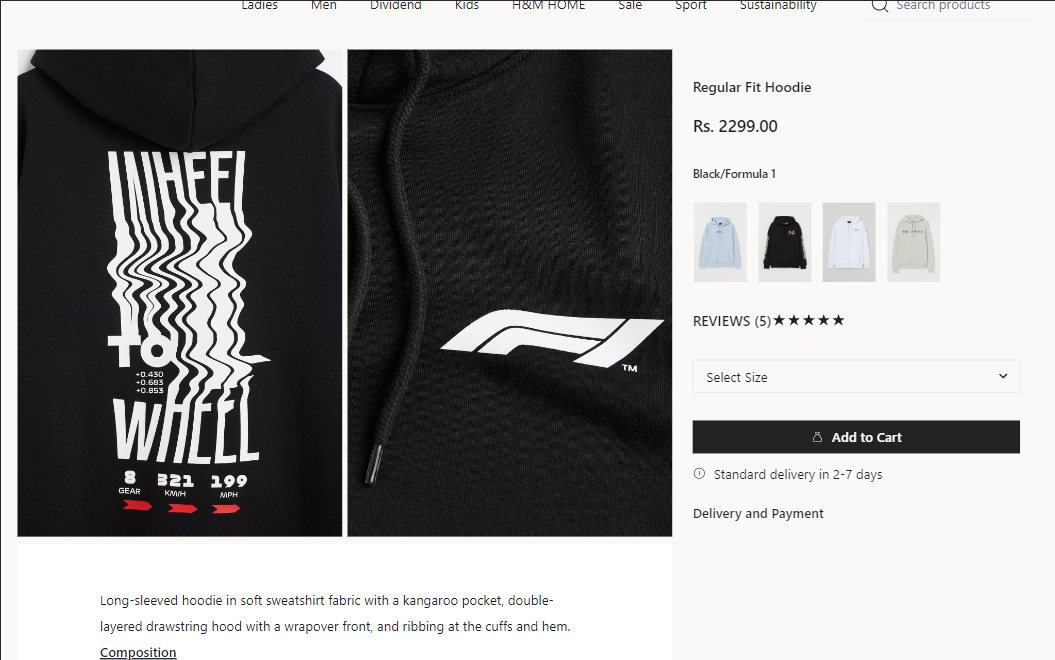 Ladies Men Dividend Kids H&M HOME Sale Sport Sustainability Search products
WHEEL
TO
+0.430
+0.683
+0.853
WHEEL
8 321 199
GEAR KM/H MPH
TM
Regular Fit Hoodie
Rs. 2299.00
Black/Formula 1
REVIEWS (5)★★★★★
Select Size
Add to Cart
Standard delivery in 2-7 days
Delivery and Payment
Long-sleeved hoodie in soft sweatshirt fabric with a kangaroo pocket, double-
layered drawstring hood with a wrapover front, and ribbing at the cuffs and hem.
Composition